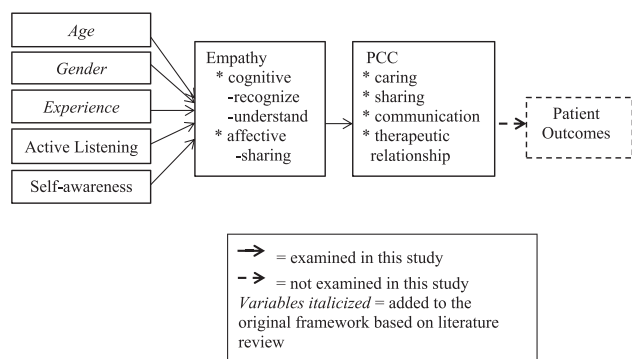 Age
Gender
Experience
Active Listening
Self-awareness
Empathy
* cognitive
-recognize
-understand
* affective
-sharing
PCC
* caring
* sharing
* communication
* therapeutic
relationship
Patient
Outcomes
= examined in this study
= not examined in this study
Variables italicized = added to the
original framework based on literature
review